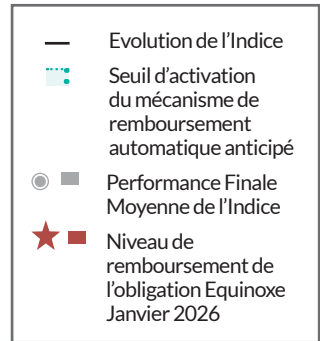 Evolution de l'Indice
Seuil d'activation
du mécanisme de
remboursement
automatique anticipé
Performance Finale
Moyenne de l'Indice
Niveau de
remboursement de
l'obligation Equinoxe
Janvier 2026